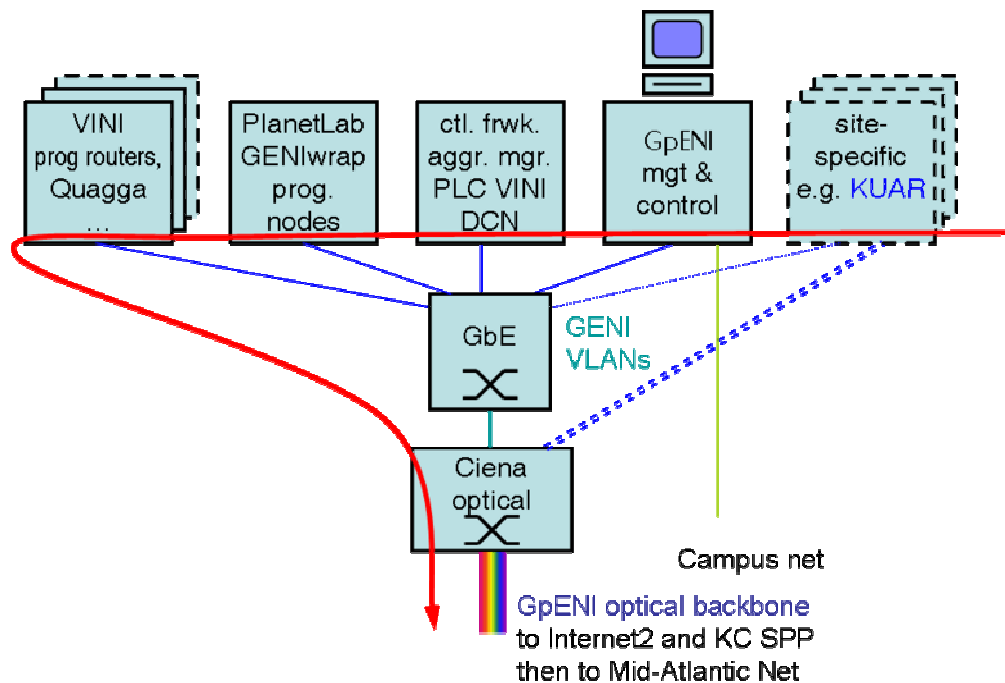 VINI
prog routers,
Quagga
...
PlanetLab
GENIwrap
prog.
nodes
ctl. frwk.
aggr. mgr.
PLC VINI
DCN
GpENI
mgt &
control
site-
specific
e.g. KUAR
GbE
GENI
VLANs
Ciena
optical
Campus net
GpENI optical backbone
to Internet2 and KC SPP
then to Mid-Atlantic Net